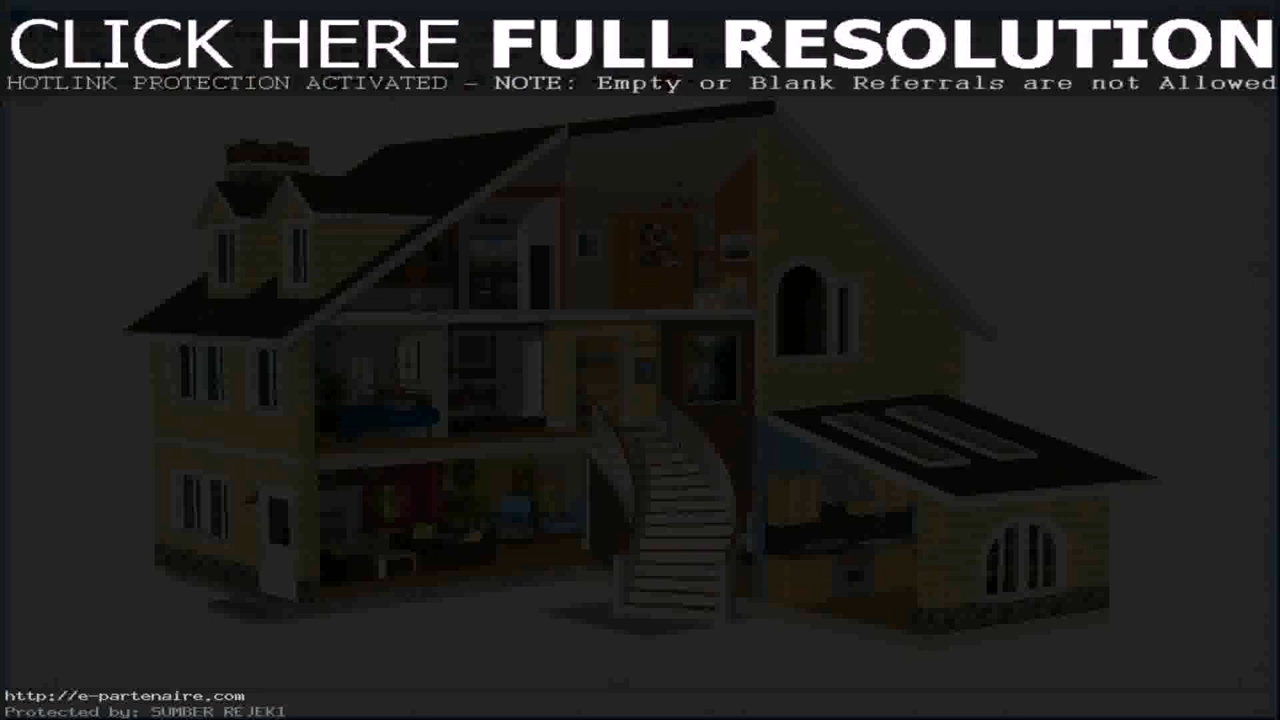 CLICK HERE FULL RESOLUTION
HOTLINK PROTECTION ACTIVATED – NOTE: Empty or Blank Referrals are not Allowed
http://e-partenaire.com
Protected by: SUMBER REJEKI